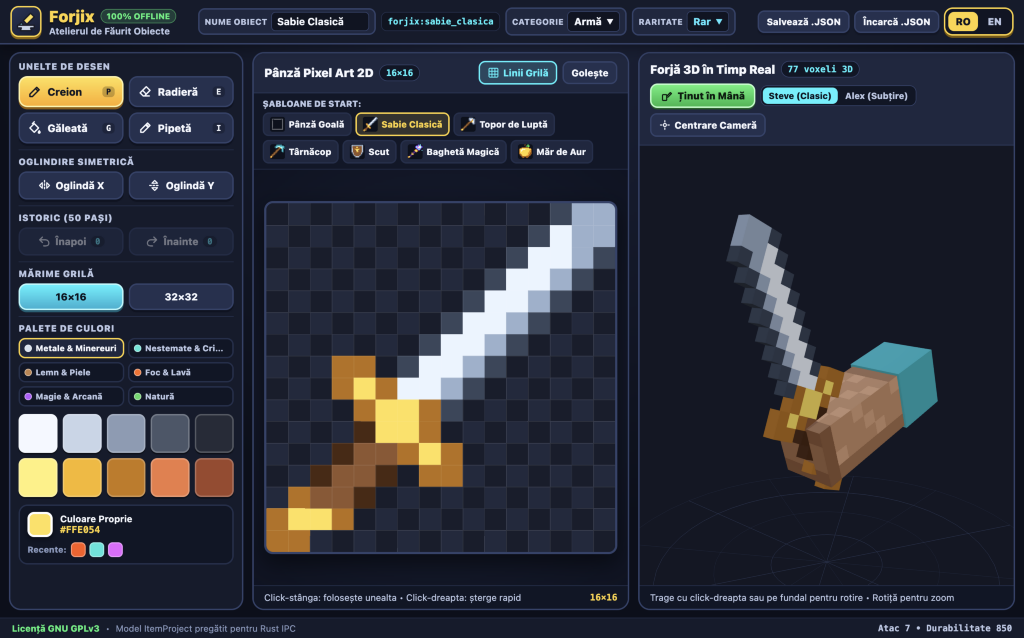 Forjix 100% OFFLINE
Atelierul de Făurit Obiecte
NUME OBIECT Sabie Clasică
forjix:sabie_clasica
CATEGORIE Armă ▼
RARITATE Rar ▼
Salvează .JSON
Încarcă .JSON
RO EN
UNELTE DE DESEN
Creion P
Radieră E
Găleată G
Pipetă I
OGLINDIRE SIMETRICĂ
Oglindă X
Oglindă Y
ISTORIC (50 PAȘI)
Înapoi 0
Înainte 0
MĂRIME GRILĂ
16×16
32×32
PALETE DE CULORI
Metale & Minereuri
Nestemate & Cri...
Lemn & Piele
Foc & Lavă
Magie & Arcană
Natură
Culoare Proprie
#FFE054
Recente:
Pânză Pixel Art 2D 16×16
Linii Grilă
Golește
ȘABLOANE DE START:
Pânză Goală
Sabie Clasică
Topor de Luptă
Târnăcop
Scut
Baghetă Magică
Măr de Aur
Click-stânga: folosește unealta • Click-dreapta: șterge rapid
16×16
Forjă 3D în Timp Real 77 voxeli 3D
Ținut în Mână
Steve (Clasic)
Alex (Subțire)
Centrare Cameră
Trage cu click-dreapta sau pe fundal pentru rotire • Rotiță pentru zoom
Licență GNU GPLv3 • Model ItemProject pregătit pentru Rust IPC
Atac 7 • Durabilitate 850